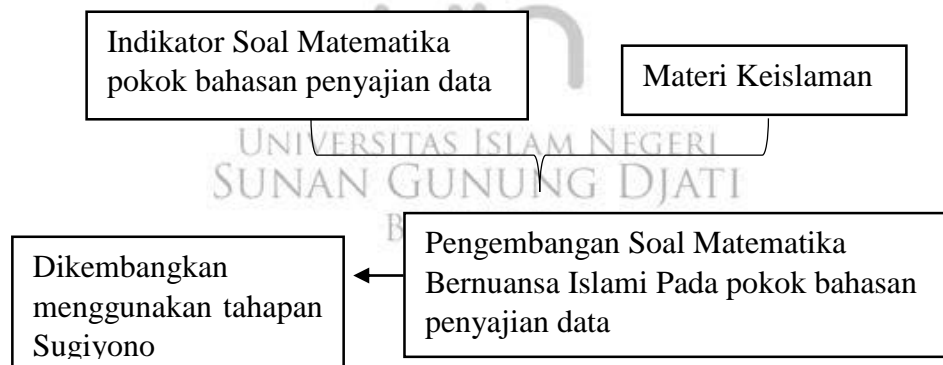 Indikator Soal Matematika
pokok bahasan penyajian data
Materi Keislaman
UNIVERSITAS ISLAM NEGERI
SUNAN GUNUNG DJATI
B
Pengembangan Soal Matematika
Bernuansa Islami Pada pokok bahasan
penyajian data
Dikembangkan
menggunakan tahapan
Sugiyono